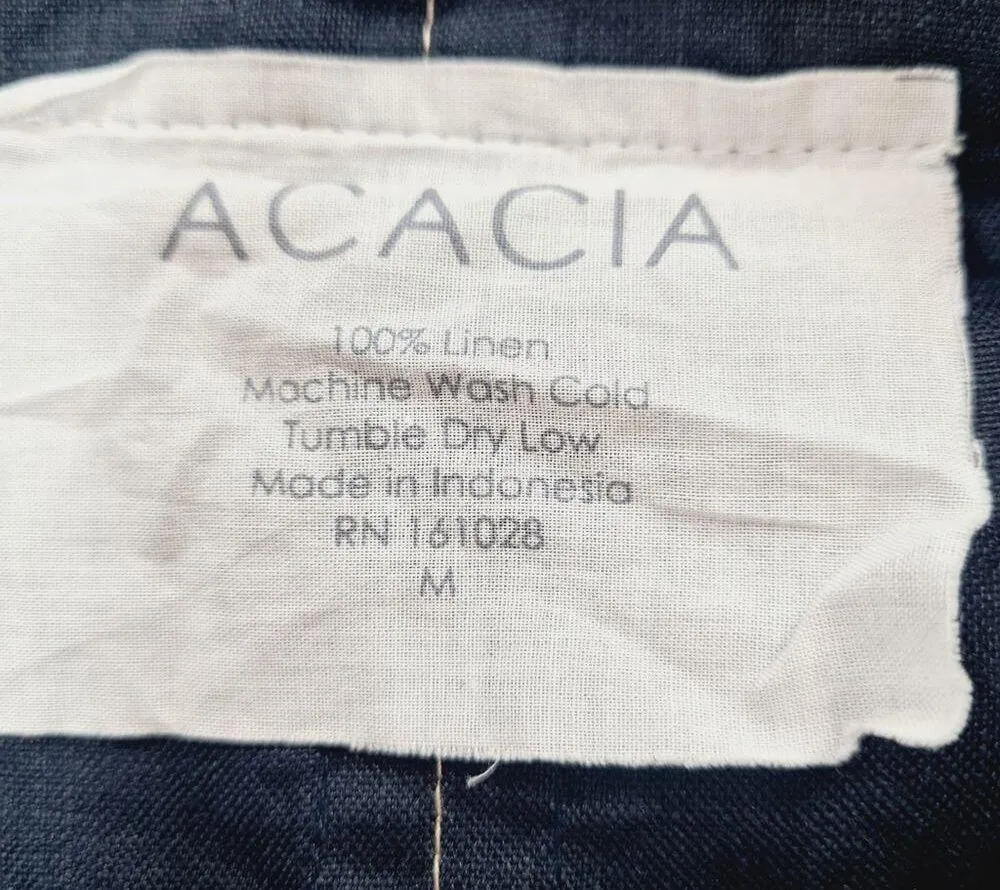 ACACIA
100% Linen
Machine Wash Cold
Tumble Dry Low
Made in Indonesia
RN 161028
M